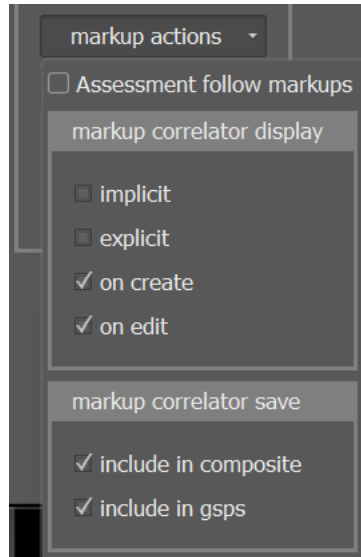 markup actions
Assessment follow markups
markup correlator display
implicit
explicit
on create
on edit
markup correlator save
include in composite
include in gsps